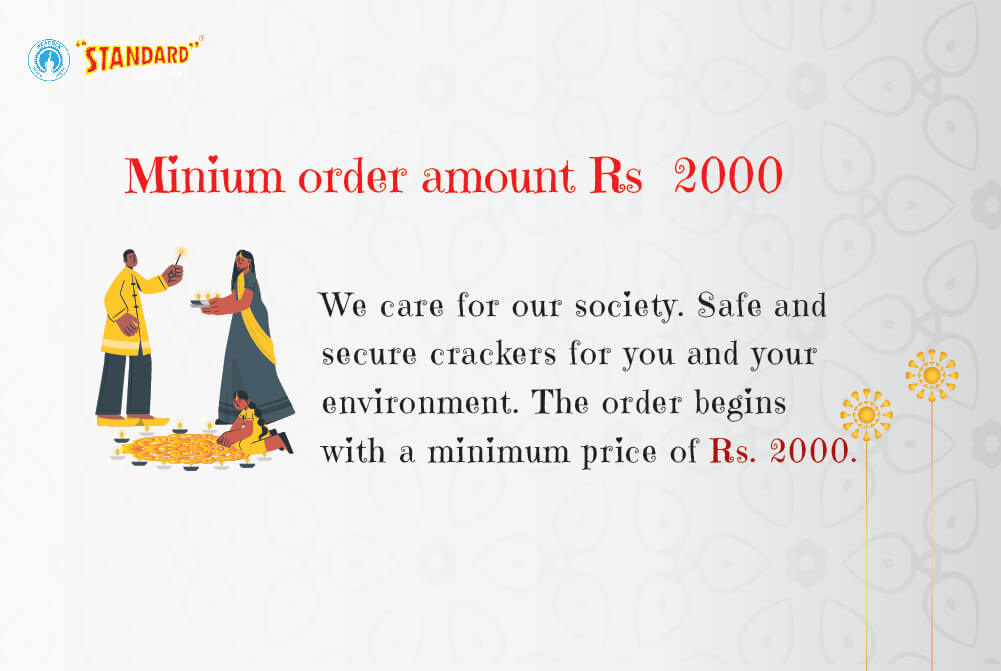 PEACOCK
"STANDARD"
Minium order amount Rs 2000
We care for our society. Safe and
secure crackers for you and your
environment. The order begins
with a minimum price of Rs. 2000.